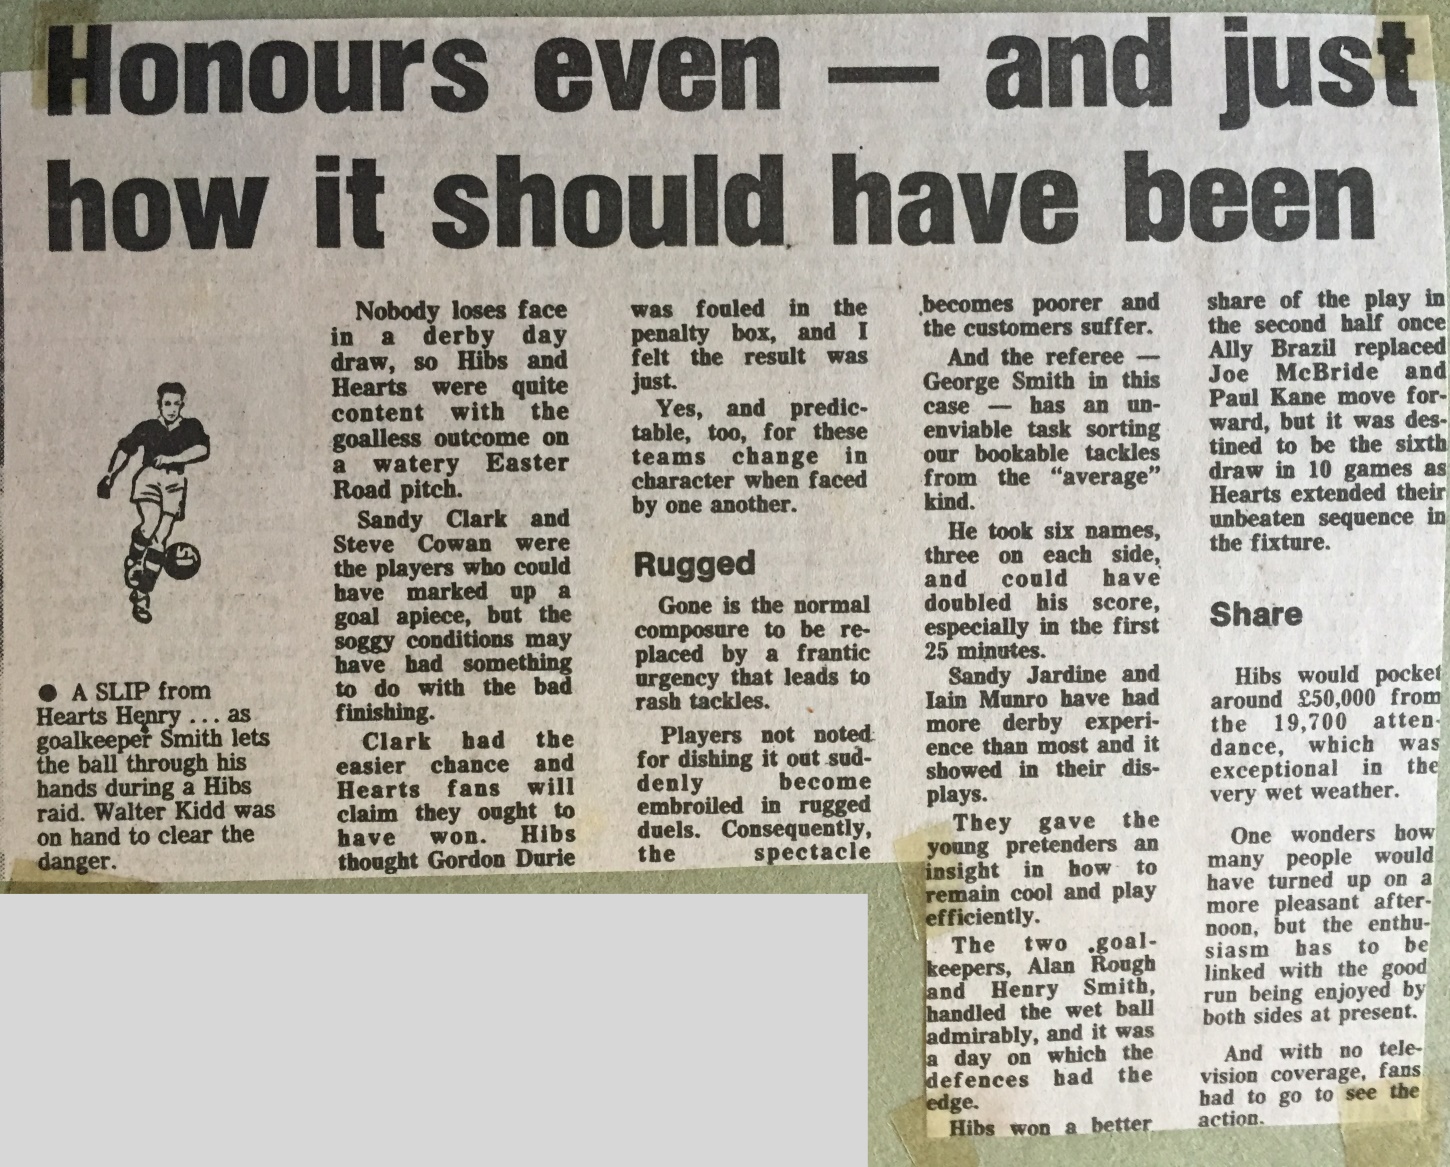 Honours even — and just
how it should have been
● A SLIP from
Hearts Henry ... as
goalkeeper Smith lets
the ball through his
hands during a Hibs
raid. Walter Kidd was
on hand to clear the
danger.
Nobody loses face
in a derby day
draw, so Hibs and
Hearts were quite
content with the
goalless outcome on
a watery Easter
Road pitch.
Sandy Clark and
Steve Cowan were
the players who could
have marked up a
goal apiece, but the
soggy conditions may
have had something
to do with the bad
finishing.
Clark had the
easier chance and
Hearts fans will
claim they ought to
have won. Hibs
thought Gordon Durie
was fouled in the
penalty box, and I
felt the result was
just.
Yes, and predic-
table, too, for these
teams change in
character when faced
by one another.
Rugged
Gone is the normal
composure to be re-
placed by a frantic
urgency that leads to
rash tackles.
Players not noted
for dishing it out sud-
denly become
embroiled in rugged
duels. Consequently,
the spectacle
becomes poorer and
the customers suffer.
And the referee —
George Smith in this
case — has an un-
enviable task sorting
our bookable tackles
from the “average”
kind.
He took six names,
three on each side,
and could have
doubled his score,
especially in the first
25 minutes.
Sandy Jardine and
Iain Munro have had
more derby experi-
ence than most and it
showed in their dis-
plays.
They gave the
young pretenders an
insight in how to
remain cool and play
efficiently.
The two goal-
keepers, Alan Rough
and Henry Smith,
handled the wet ball
admirably, and it was
a day on which the
defences had the
edge.
Hibs won a better
share of the play in
the second half once
Ally Brazil replaced
Joe McBride and
Paul Kane move for-
ward, but it was des-
tined to be the sixth
draw in 10 games as
Hearts extended their
unbeaten sequence in
the fixture.
Share
Hibs would pocket
around £50,000 from
the 19,700 atten-
dance, which was
exceptional in the
very wet weather.
One wonders how
many people would
have turned up on a
more pleasant after-
noon, but the enthu-
siasm has to be
linked with the good
run being enjoyed by
both sides at present.
And with no tele-
vision coverage, fans
had to go to see the
action.